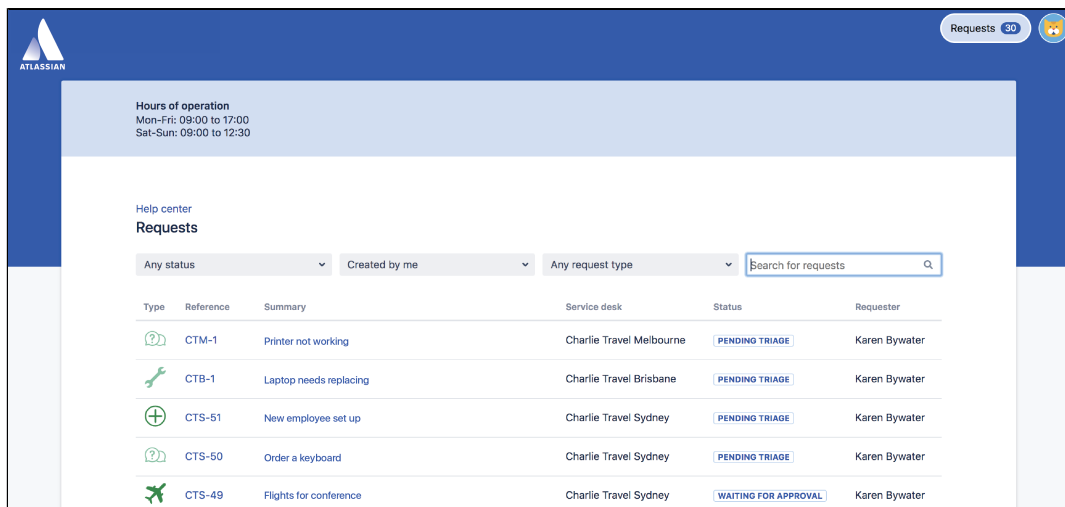 ATLASSIAN
Requests 30
Hours of operation
Mon-Fri: 09:00 to 17:00
Sat-Sun: 09:00 to 12:30
Help center
Requests
Any status Created by me Any request type Search for requests
Type Reference Summary Service desk Status Requester
CTM-1 Printer not working Charlie Travel Melbourne PENDING TRIAGE Karen Bywater
CTB-1 Laptop needs replacing Charlie Travel Brisbane PENDING TRIAGE Karen Bywater
CTS-51 New employee set up Charlie Travel Sydney PENDING TRIAGE Karen Bywater
CTS-50 Order a keyboard Charlie Travel Sydney PENDING TRIAGE Karen Bywater
CTS-49 Flights for conference Charlie Travel Sydney WAITING FOR APPROVAL Karen Bywater